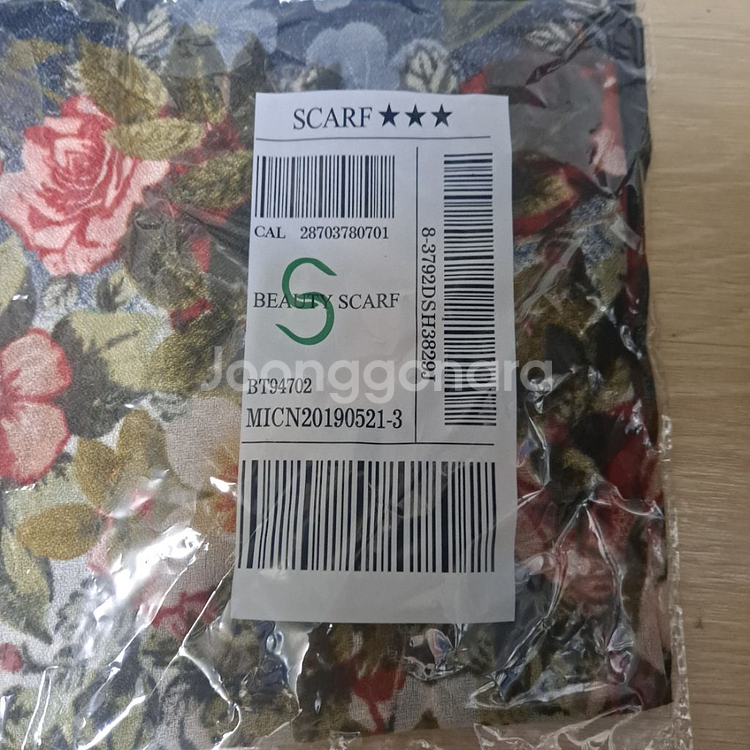 SCARF ★★★
CAL 28703780701
8-3792DSH3829J
S
BEAUTY SCARF
Joonggonara
BT94702
MICN20190521-3